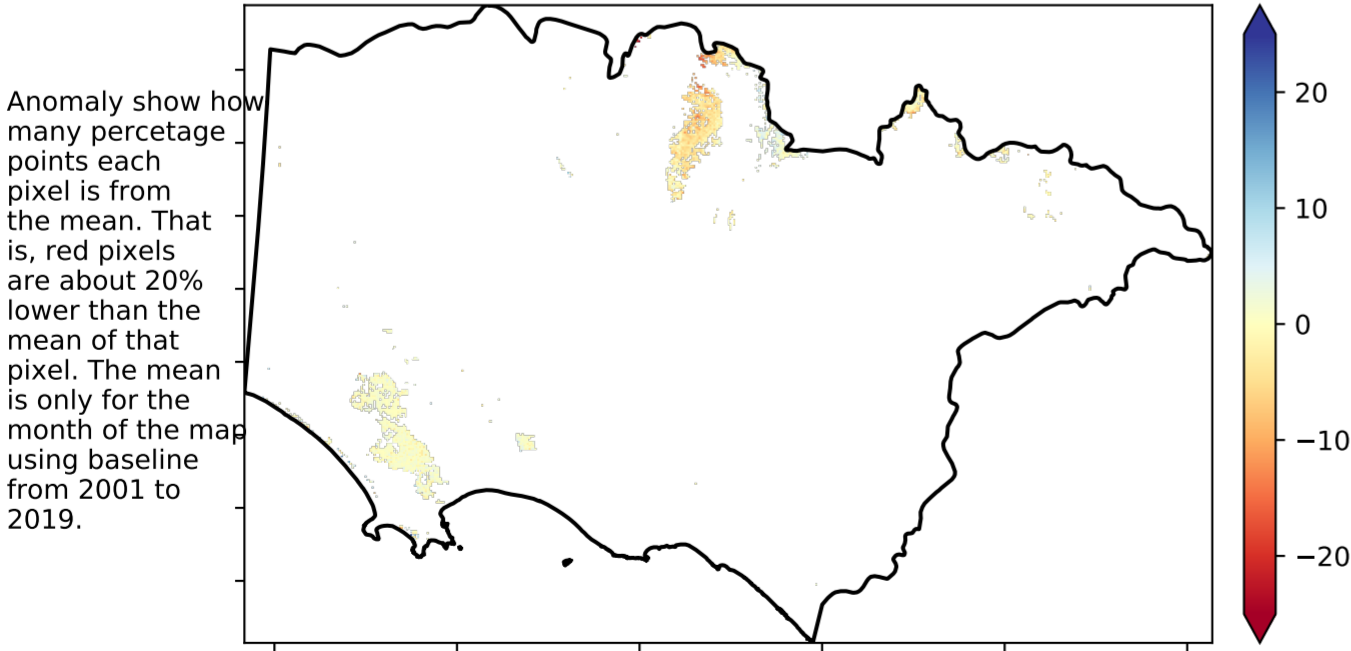 Anomaly show how
many percetage
points each
pixel is from
the mean. That
is, red pixels
are about 20%
lower than the
mean of that
pixel. The mean
is only for the
month of the map
using baseline
from 2001 to
2019.
20
10
0
−10
−20